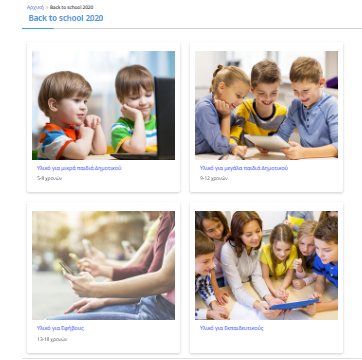 Αρχική > Back to school 2020
Back to school 2020
Υλικό για μικρά παιδιά δημοτικού
5-8 χρονών
Υλικό για μεγάλα παιδιά δημοτικού
9-12 χρονών
Υλικό για Εφήβους
13-18 χρονών
Υλικό για Εκπαιδευτικούς